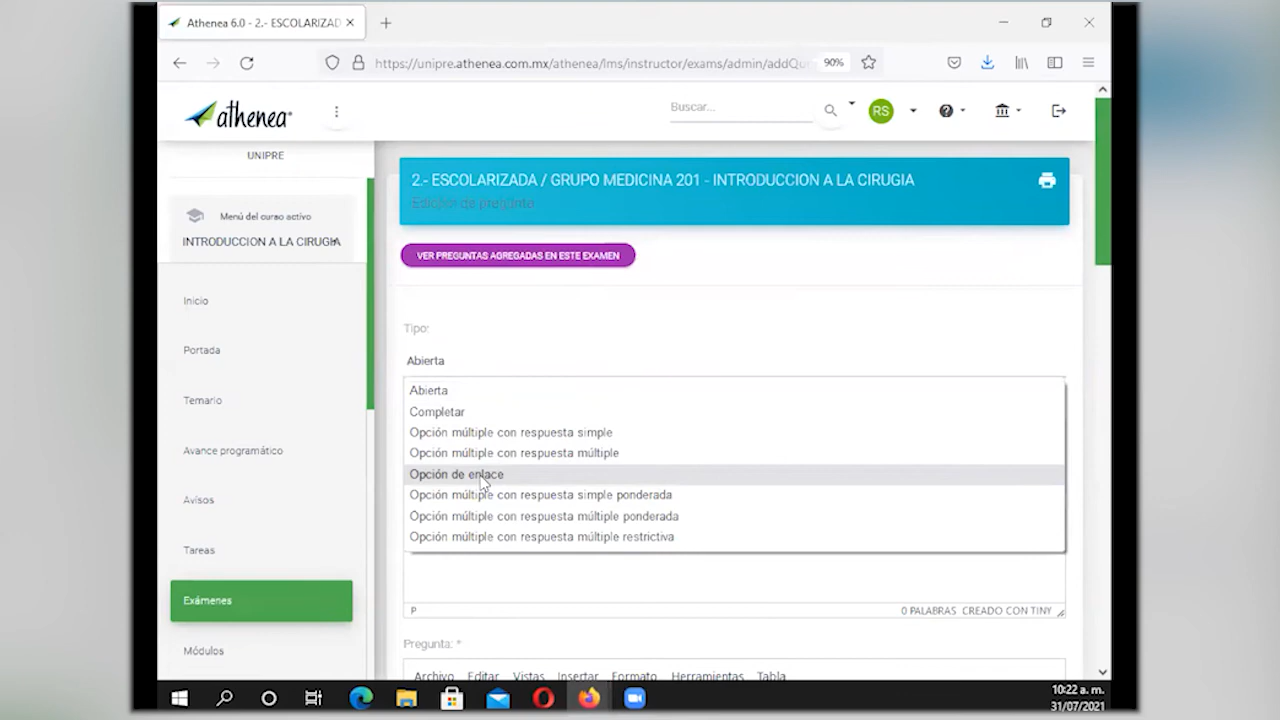 Athenea 6.0 - 2.- ESCOLARIZAD
https://unipre.athenea.com.mx/athenea/lms/instructor/exams/admin/addQu
90%
athenea®
Buscar...
RS
UNIPRE
Menú del curso activo
INTRODUCCION A LA CIRUGIA
Inicio
Portada
Temario
Avance programático
Avisos
Tareas
Exámenes
Módulos
2.- ESCOLARIZADA / GRUPO MEDICINA 201 - INTRODUCCION A LA CIRUGIA
Edición de pregunta
VER PREGUNTAS AGREGADAS EN ESTE EXAMEN
Tipo:
Abierta
Abierta
Completar
Opción múltiple con respuesta simple
Opción múltiple con respuesta múltiple
Opción de enlace
Opción múltiple con respuesta simple ponderada
Opción múltiple con respuesta múltiple ponderada
Opción múltiple con respuesta múltiple restrictiva
P
0 PALABRAS CREADO CON TINY
Pregunta: *
Archivo Editar Vistas Insertar Formato Herramientas Tabla
10:22 a. m.
31/07/2021